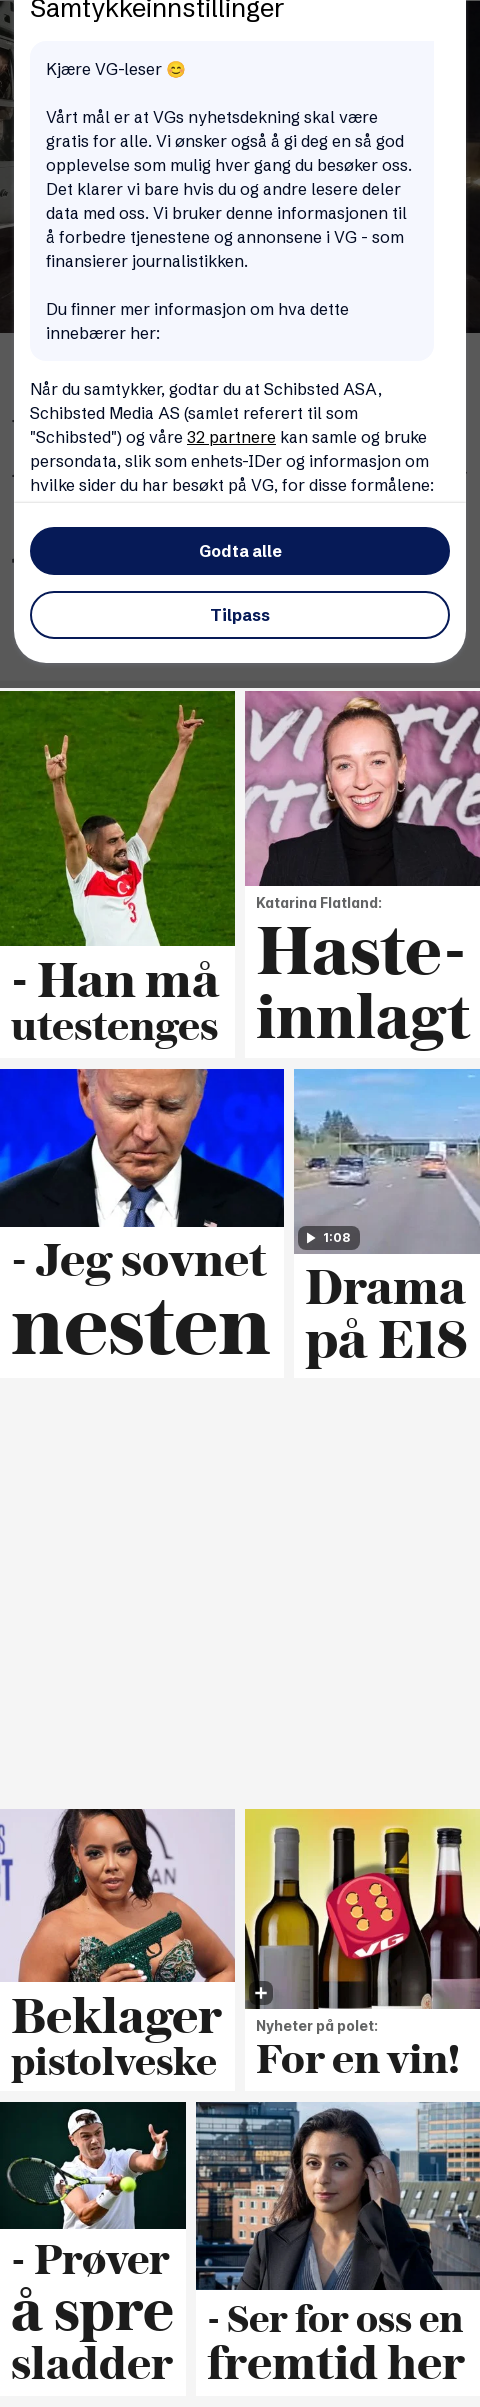 Samtykkeinnstillinger
Kjære VG-leser 😊
Vårt mål er at VGs nyhetsdekning skal være
gratis for alle. Vi ønsker også å gi deg en så god
opplevelse som mulig hver gang du besøker oss.
Det klarer vi bare hvis du og andre lesere deler
data med oss. Vi bruker denne informasjonen til
å forbedre tjenestene og annonsene i VG - som
finansierer journalistikken.
Du finner mer informasjon om hva dette
innebærer her:
Når du samtykker, godtar du at Schibsted ASA,
Schibsted Media AS (samlet referert til som
"Schibsted") og våre 32 partnere kan samle og bruke
persondata, slik som enhets-IDer og informasjon om
hvilke sider du har besøkt på VG, for disse formålene:
Godta alle
Tilpass
3
- Han må
utestenges
Katarina Flatland:
Haste-
innlagt
- Jeg sovnet
nesten
1:08
Drama
på E18
Beklager
pistolveske
VG
Nyheter på polet:
For en vin!
- Prøver
å spre
sladder
- Ser for oss en
fremtid her